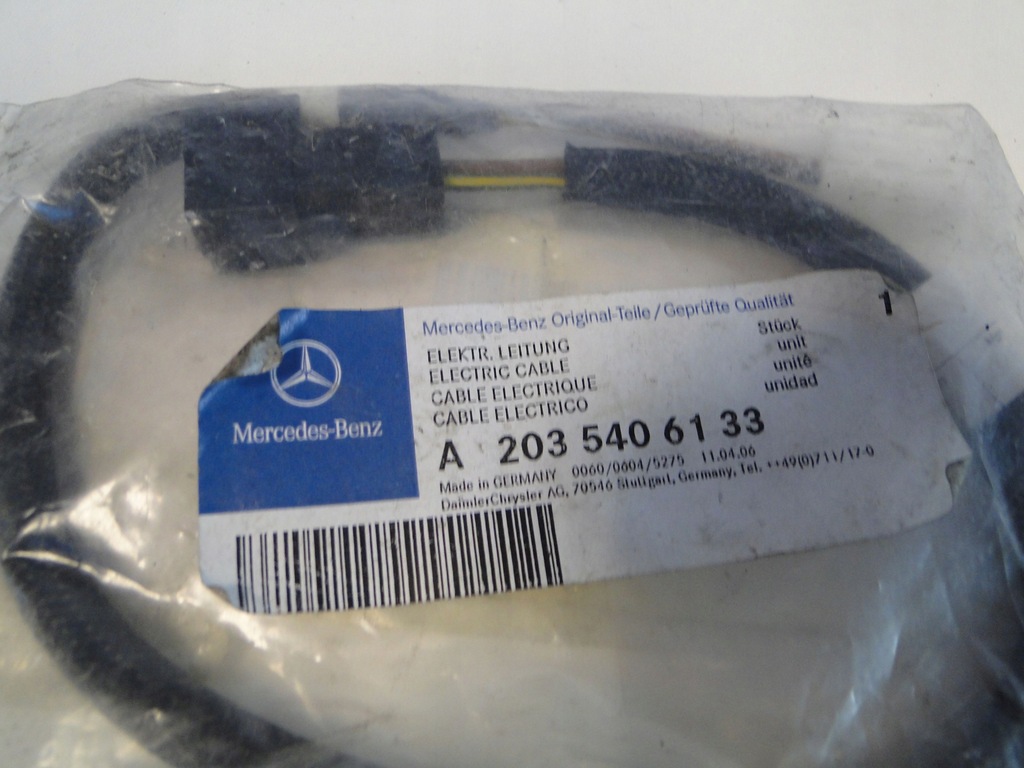 Mercedes-Benz Original-Teile / Geprüfte Qualität
1
ELEKTR. LEITUNG Stück
ELECTRIC CABLE unit
CABLE ELECTRIQUE unité
CABLE ELECTRICO unidad
Mercedes-Benz
A 203 540 61 33
Made in GERMANY 0060/0604/5275 11.04.06
DaimlerChrysler AG, 70546 Stuttgart, Germany, Tel. ++49(0)711/17-0